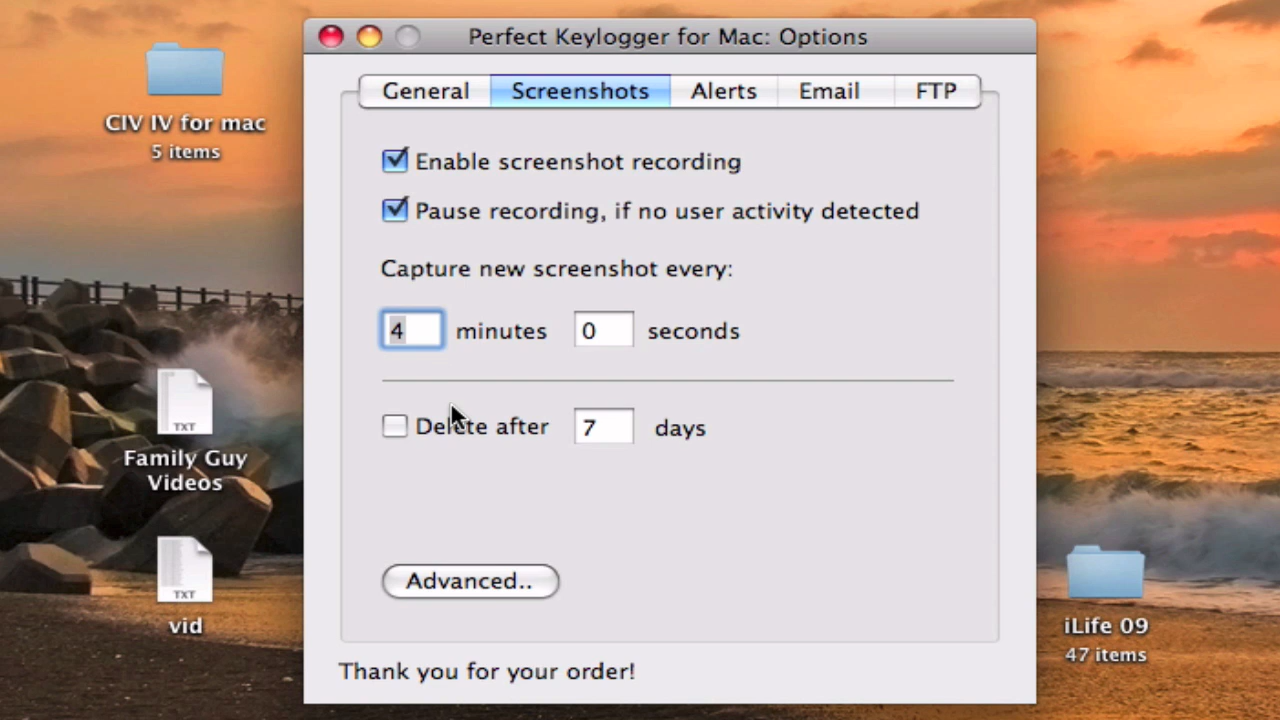 Perfect Keylogger for Mac: Options
General Screenshots Alerts Email FTP
Enable screenshot recording
Pause recording, if no user activity detected
Capture new screenshot every:
4 minutes 0 seconds
Delete after 7 days
Advanced..
Thank you for your order!
CIV IV for mac
5 items
TXT
Family Guy
Videos
TXT
vid
iLife 09
47 items